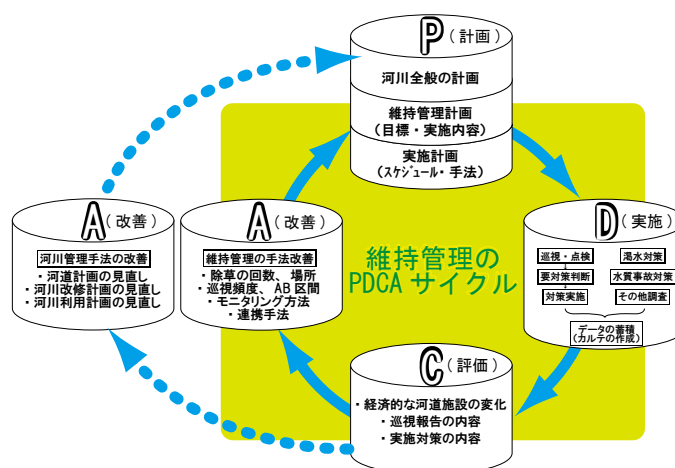 P（計画）
河川全般の計画
維持管理計画
（目標・実施内容）
実施計画
（スケジュール・手法）
A（改善）
河川管理手法の改善
・河道計画の見直し
・河川改修計画の見直し
・河川利用計画の見直し
A（改善）
維持管理の手法改善
・除草の回数、場所
・巡視頻度、AB区間
・モニタリング方法
・連携手法
維持管理の
PDCAサイクル
D（実施）
巡視・点検
渇水対策
要対策判断
水質事故対策
対策実施
その他調査
データの蓄積
（カルテの作成）
C（評価）
・経済的な河道施設の変化
・巡視報告の内容
・実施対策の内容